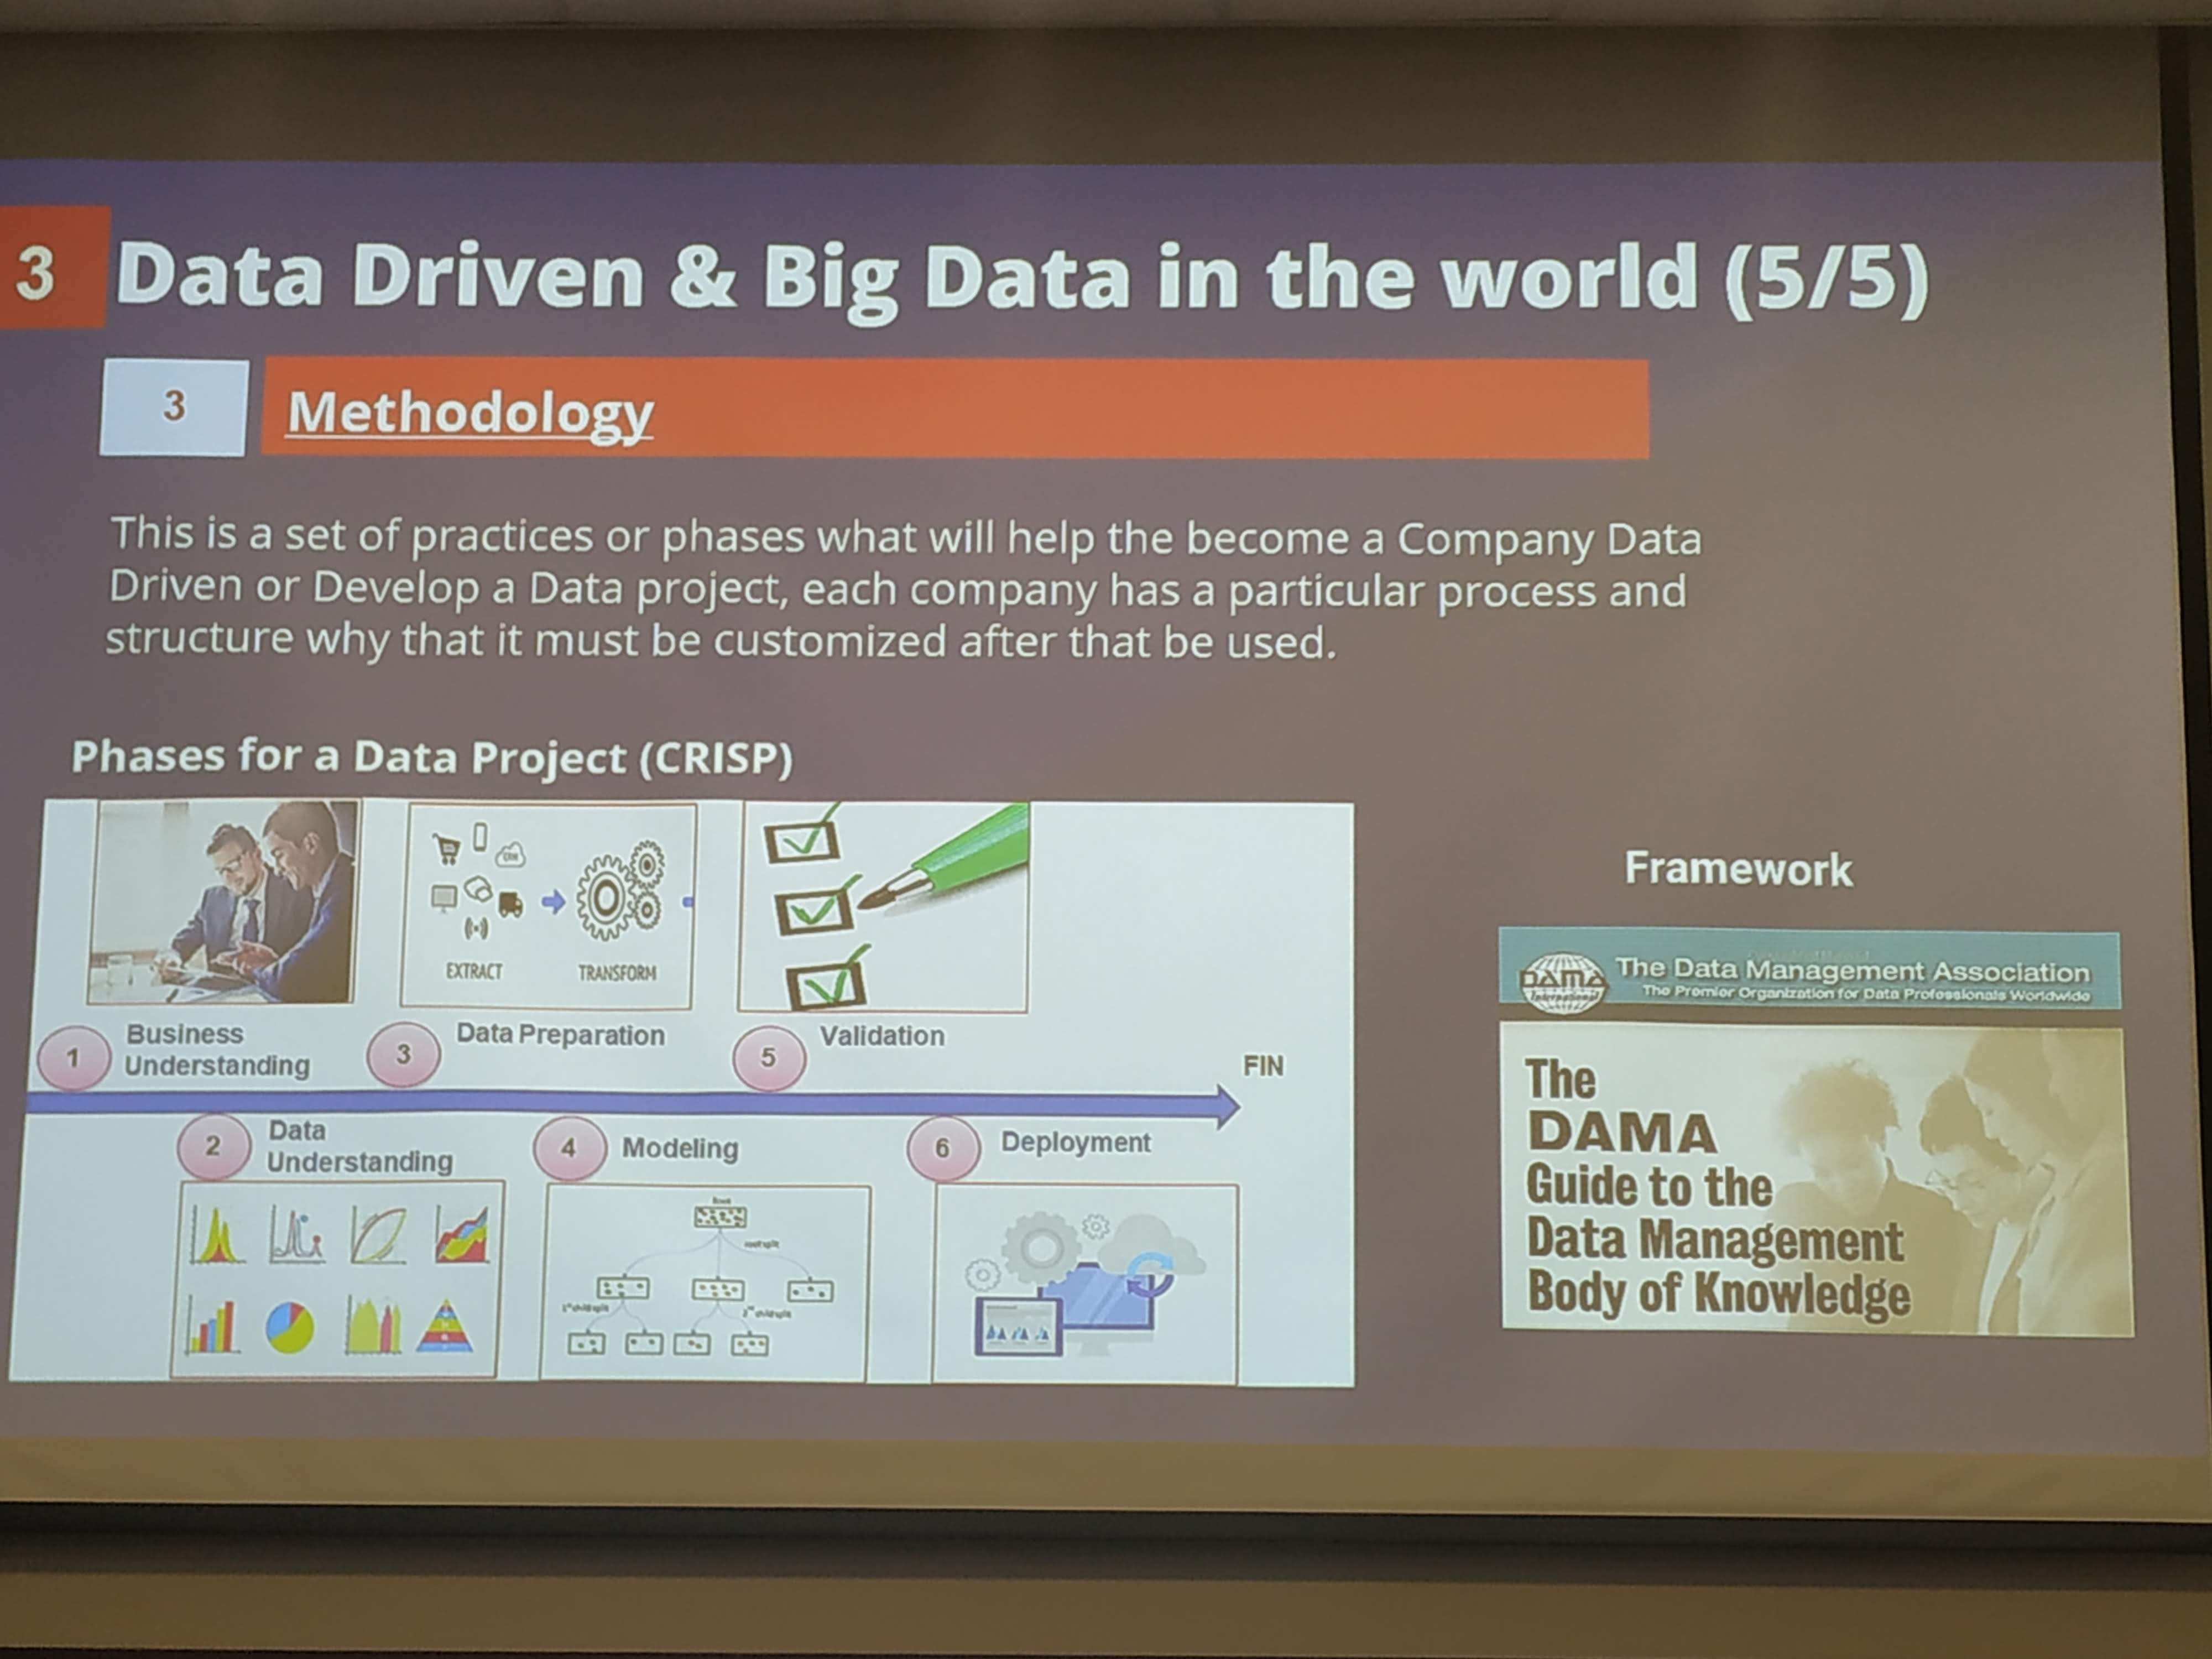 3 Data Driven & Big Data in the world (5/5)
3 Methodology
This is a set of practices or phases what will help the become a Company Data
Driven or Develop a Data project, each company has a particular process and
structure why that it must be customized after that be used.
Phases for a Data Project (CRISP)
EXTRACT
TRANSFORM
1 Business
Understanding
3 Data Preparation
5 Validation
FIN
2 Data
Understanding
4 Modeling
6 Deployment
root split
Framework
DAMA
International
The Data Management Association
The Premier Organization for Data Professionals Worldwide
The
DAMA
Guide to the
Data Management
Body of Knowledge